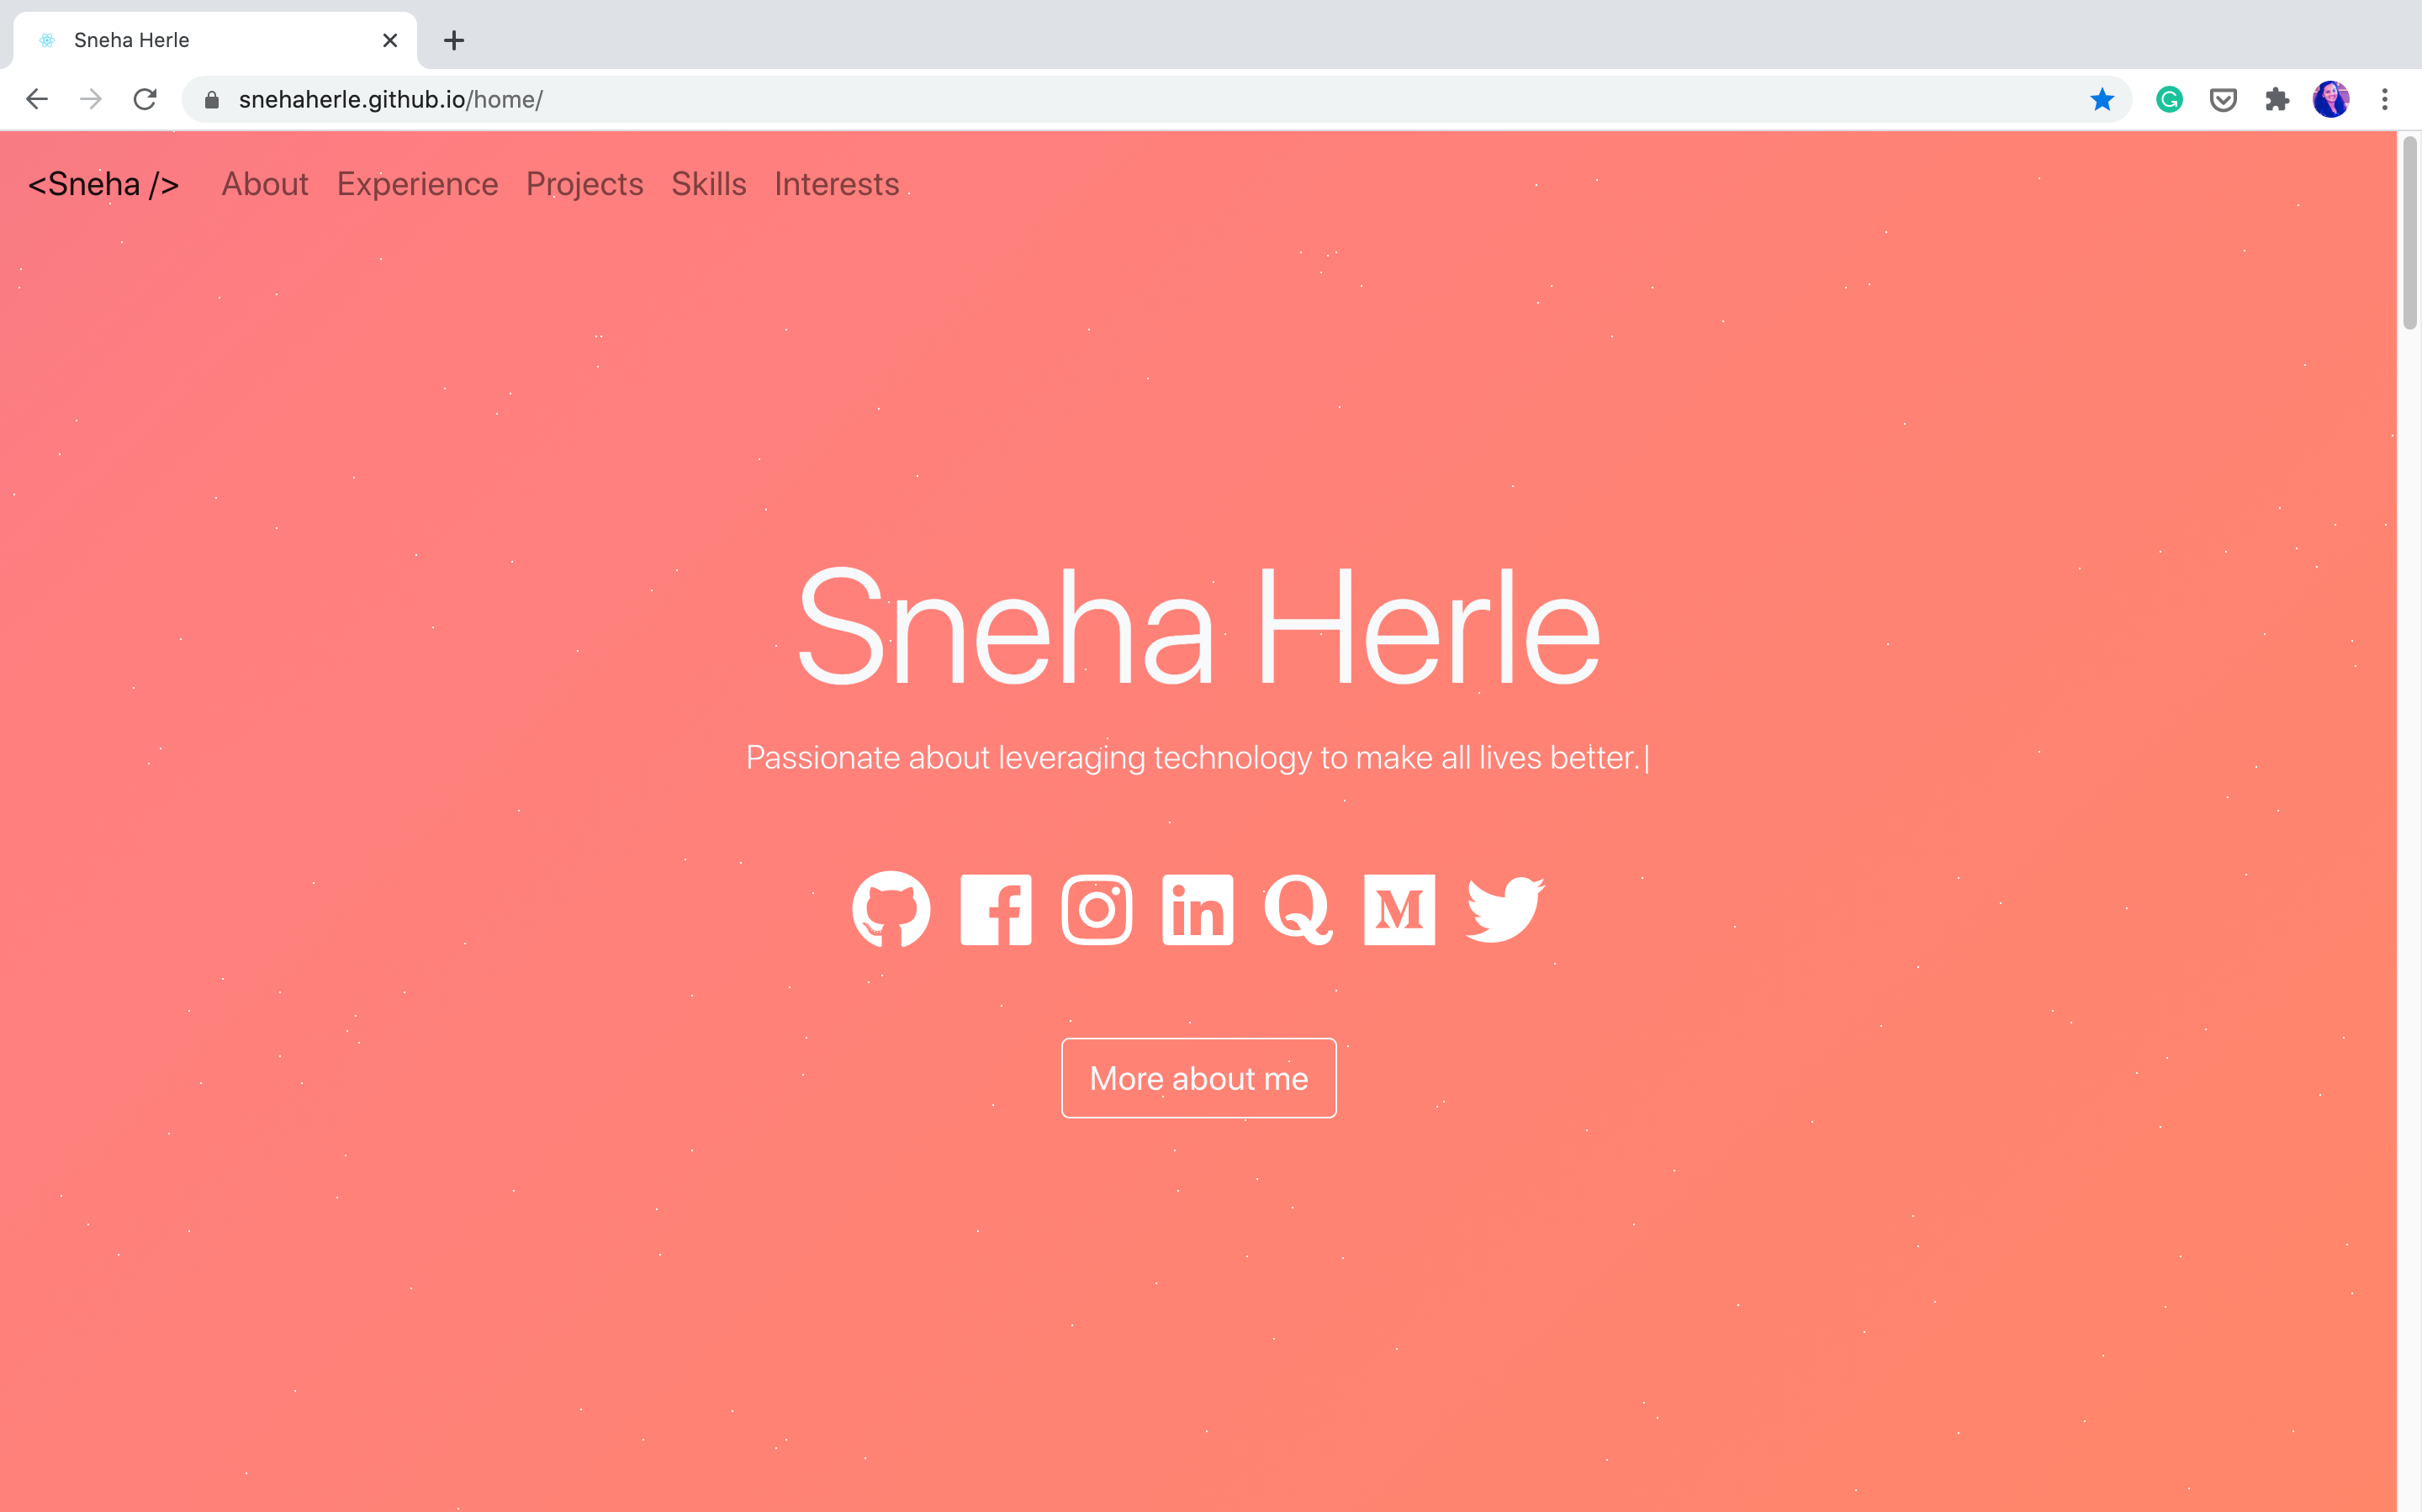 Sneha Herle
snehaherle.github.io/home/
<Sneha /> About Experience Projects Skills Interests
Sneha Herle
Passionate about leveraging technology to make all lives better.|
More about me